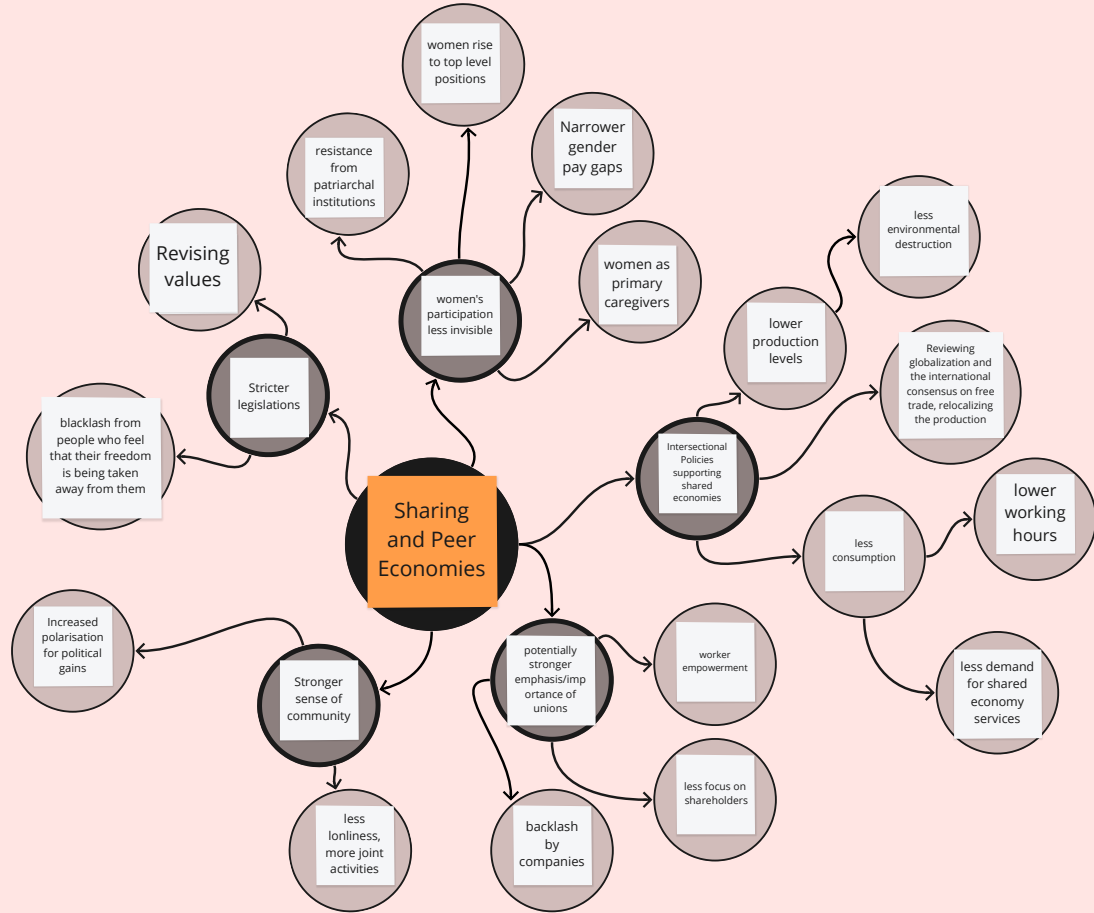 women rise
to top level
positions
Narrower
gender
pay gaps
resistance
from
patriarchal
institutions
women as
primary
caregivers
women's
participation
less invisible
Revising
values
Stricter
legislations
blacklash from
people who feel
that their freedom
is being taken
away from them
less
environmental
destruction
lower
production
levels
Reviewing
globalization and
the international
consensus on free
trade, relocalizing
the production
Intersectional
Policies
supporting
shared
economies
lower
working
hours
less
consumption
less demand
for shared
economy
services
Sharing
and Peer
Economies
Increased
polarisation
for political
gains
Stronger
sense of
community
less
lonliness,
more joint
activities
potentially
stronger
emphasis/imp
ortance of
unions
worker
empowerment
less focus on
shareholders
backlash
by
companies